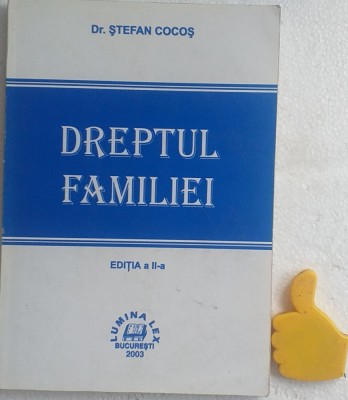 Dr. ŞTEFAN COCOŞ
DREPTUL
FAMILIEI
EDIŢIA a II-a
LUMINA LEX
BUCUREŞTI
2003